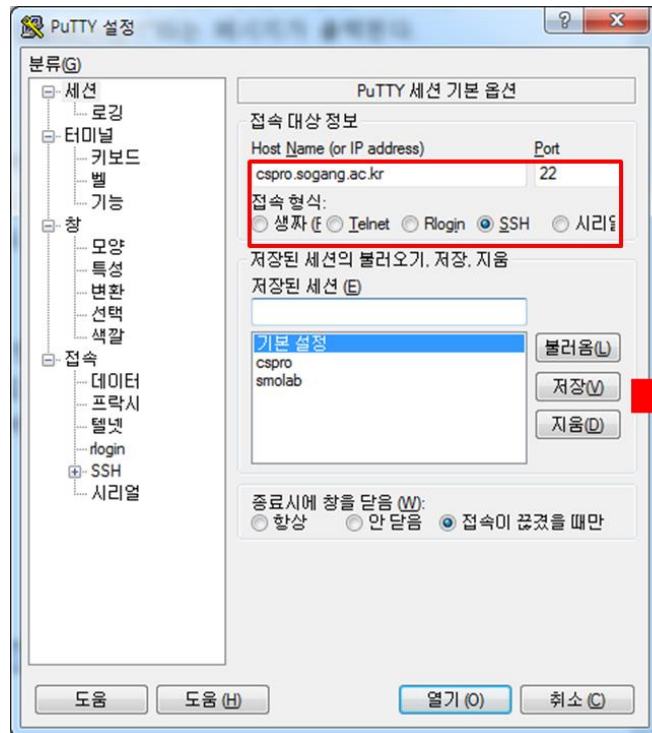 PuTTY 설정
분류(G)
세션
로깅
터미널
키보드
벨
기능
창
모양
특성
변환
선택
색깔
접속
데이터
프락시
텔넷
rlogin
SSH
시리얼
PuTTY 세션 기본 옵션
접속 대상 정보
Host Name (or IP address) Port
cspro.sogang.ac.kr 22
접속 형식:
생짜 Telnet Rlogin SSH
저장된 세션의 불러오기, 저장, 지움
저장된 세션 (E)
기본 설정
cspro
smolab
불러옴(L)
저장(V)
지움(D)
종료시에 창을 닫음 (W):
항상 안 닫음 접속이 끊겼을 때만
도움 도움 (H) 열기 (O) 취소 (C)